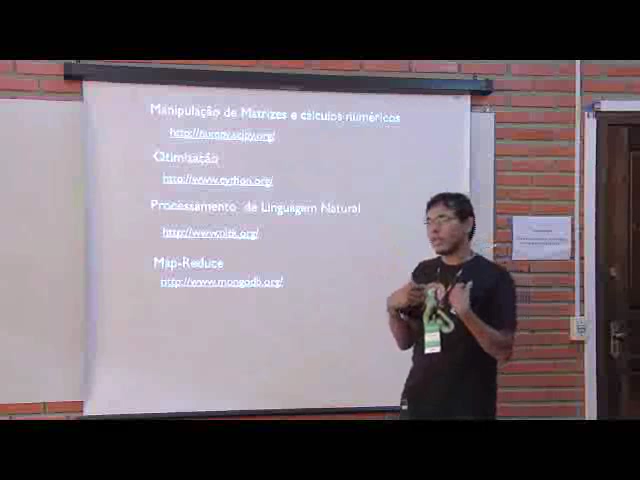 Manipulação de Matrizes e cálculos numéricos
http://numpy.scipy.org/
Otimização
http://www.cython.org/
Processamento de Linguagem Natural
http://www.nltk.org/
Map-Reduce
http://www.mongodb.org/